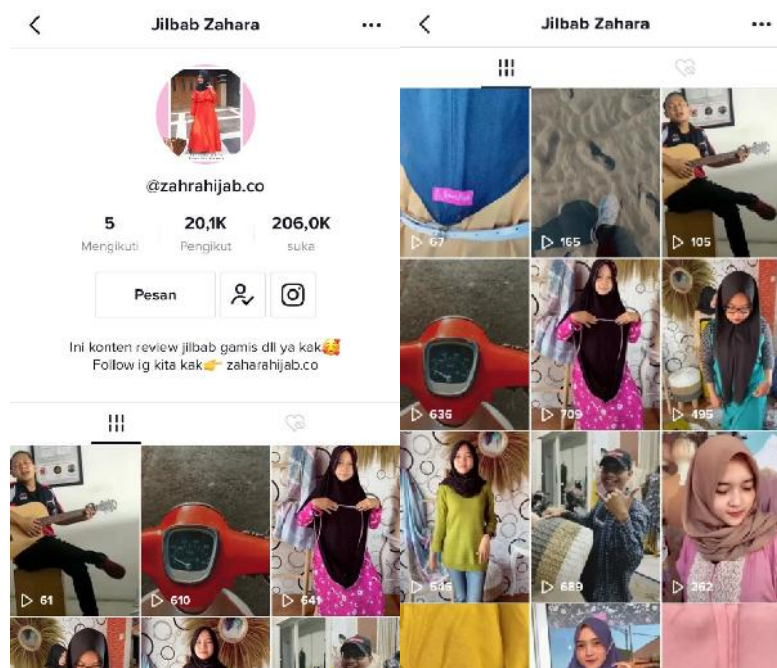 Jilbab Zahara
@zahrahijab.co
5 20,1K 206,0K
Mengikuti Pengikut suka
Pesan
Ini konten review jilbab gamis dll ya kak🥰
Follow ig kita kak👉 zaharahijab.co
61 610 641
Jilbab Zahara
67 165 105
636 709 495
646 689 262